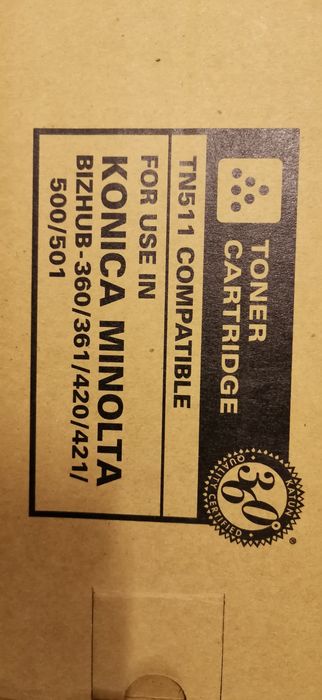 TONER
CARTRIDGE
TN511 COMPATIBLE
FOR USE IN
KONICA MINOLTA
BIZHUB-360/361/420/421/
500/501
KATUN
360°
QUALITY CERTIFIED
®